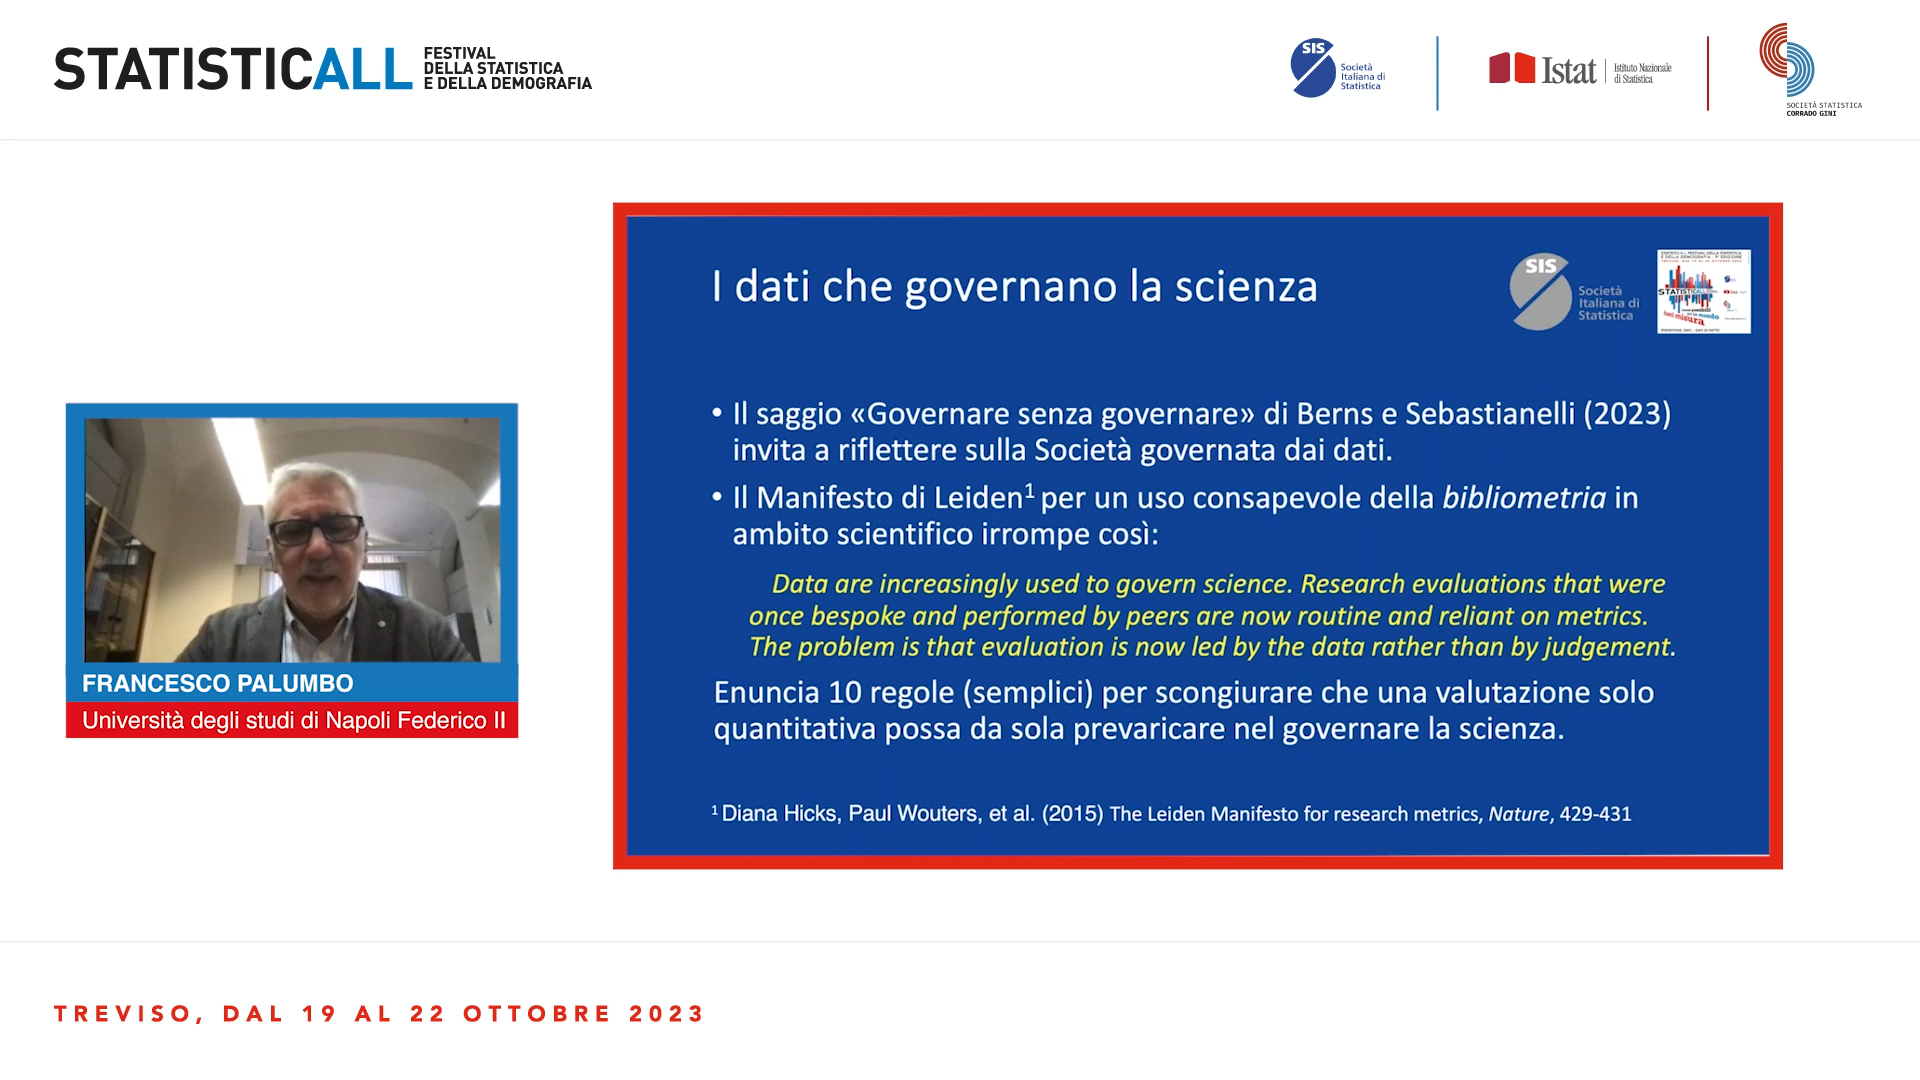 STATISTICALL
FESTIVAL
DELLA STATISTICA
E DELLA DEMOGRAFIA
SIS
Società
Italiana di
Statistica
Istat
Istituto Nazionale
di Statistica
SOCIETÀ STATISTICA
CORRADO GINI
I dati che governano la scienza
SIS
Società
Italiana di
Statistica
STATISTICALL
• Il saggio «Governare senza governare» di Berns e Sebastianelli (2023)
invita a riflettere sulla Società governata dai dati.
• Il Manifesto di Leiden¹ per un uso consapevole della bibliometria in
ambito scientifico irrompe così:
Data are increasingly used to govern science. Research evaluations that were
once bespoke and performed by peers are now routine and reliant on metrics.
The problem is that evaluation is now led by the data rather than by judgement.
Enuncia 10 regole (semplici) per scongiurare che una valutazione solo
quantitativa possa da sola prevaricare nel governare la scienza.
¹ Diana Hicks, Paul Wouters, et al. (2015) The Leiden Manifesto for research metrics, Nature, 429-431
FRANCESCO PALUMBO
Università degli studi di Napoli Federico II
TREVISO, DAL 19 AL 22 OTTOBRE 2023